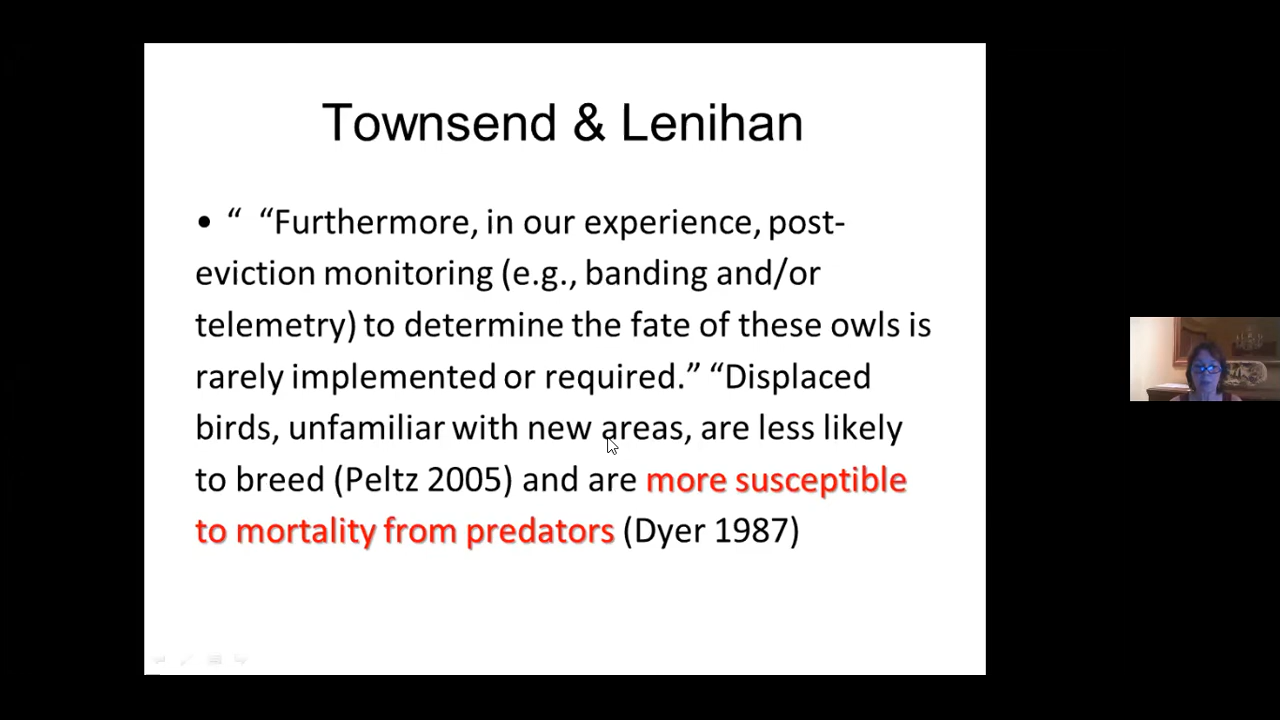 Townsend & Lenihan
• “ “Furthermore, in our experience, post-
eviction monitoring (e.g., banding and/or
telemetry) to determine the fate of these owls is
rarely implemented or required.” “Displaced
birds, unfamiliar with new areas, are less likely
to breed (Peltz 2005) and are more susceptible
to mortality from predators (Dyer 1987)